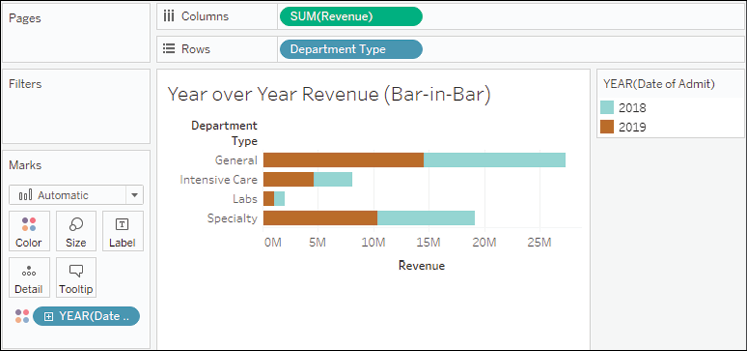 Pages
Columns
SUM(Revenue)
Rows
Department Type
Filters
Marks
Automatic
Color
Size
Label
Detail
Tooltip
YEAR(Date ..
Year over Year Revenue (Bar-in-Bar)
Department
Type
General
Intensive Care
Labs
Specialty
0M 5M 10M 15M 20M 25M
Revenue
YEAR(Date of Admit)
2018
2019